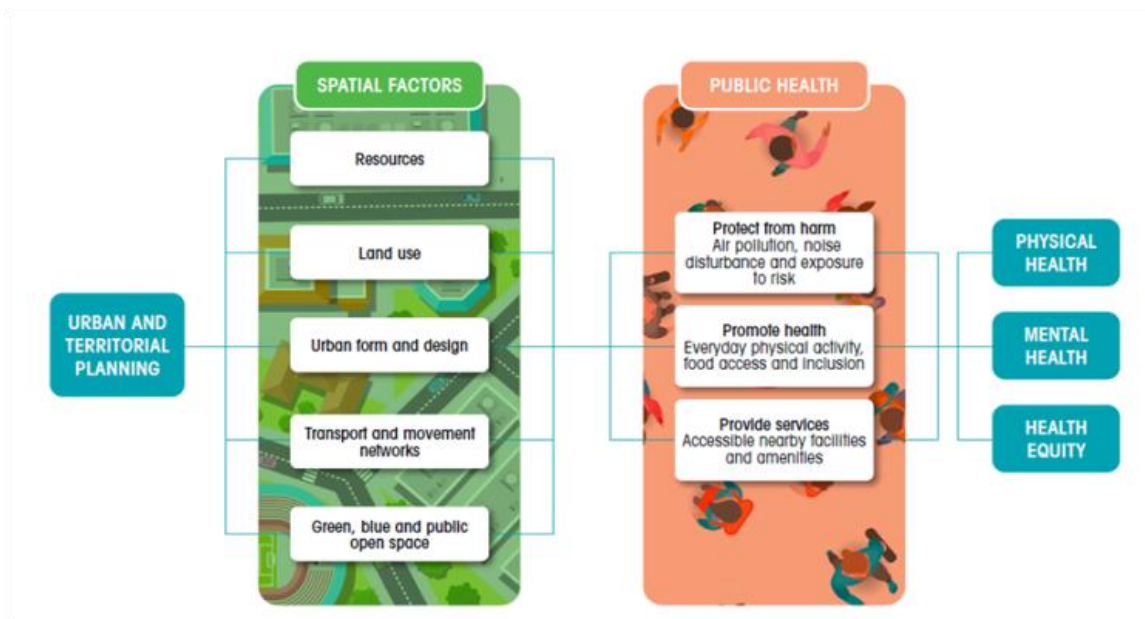 SPATIAL FACTORS
Resources
Land use
Urban form and design
Transport and movement
networks
Green, blue and public
open space
PUBLIC HEALTH
Protect from harm
Air pollution, noise
disturbance and exposure
to risk
Promote health
Everyday physical activity,
food access and inclusion
Provide services
Accessible nearby facilities
and amenities
URBAN AND
TERRITORIAL
PLANNING
PHYSICAL
HEALTH
MENTAL
HEALTH
HEALTH
EQUITY